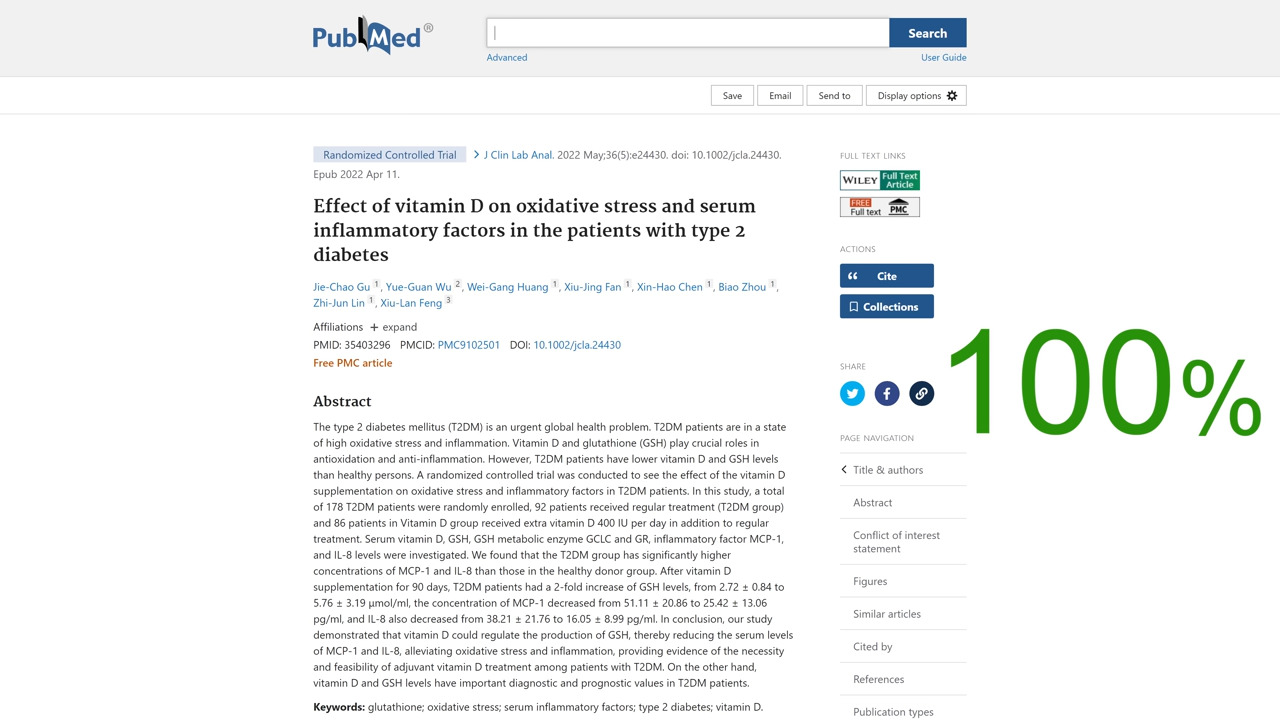 PubMed®
Search
Advanced
User Guide
Save
Email
Send to
Display options
Randomized Controlled Trial
J Clin Lab Anal. 2022 May;36(5):e24430. doi: 10.1002/jcla.24430.
Epub 2022 Apr 11.
Effect of vitamin D on oxidative stress and serum
inflammatory factors in the patients with type 2
diabetes
Jie-Chao Gu 1, Yue-Guan Wu 2, Wei-Gang Huang 1, Xiu-Jing Fan 1, Xin-Hao Chen 1, Biao Zhou 1,
Zhi-Jun Lin 1, Xiu-Lan Feng 3
Affiliations + expand
PMID: 35403296 PMCID: PMC9102501 DOI: 10.1002/jcla.24430
Free PMC article
Abstract
The type 2 diabetes mellitus (T2DM) is an urgent global health problem. T2DM patients are in a state
of high oxidative stress and inflammation. Vitamin D and glutathione (GSH) play crucial roles in
antioxidation and anti-inflammation. However, T2DM patients have lower vitamin D and GSH levels
than healthy persons. A randomized controlled trial was conducted to see the effect of the vitamin D
supplementation on oxidative stress and inflammatory factors in T2DM patients. In this study, a total
of 178 T2DM patients were randomly enrolled, 92 patients received regular treatment (T2DM group)
and 86 patients in Vitamin D group received extra vitamin D 400 IU per day in addition to regular
treatment. Serum vitamin D, GSH, GSH metabolic enzyme GCLC and GR, inflammatory factor MCP-1,
and IL-8 levels were investigated. We found that the T2DM group has significantly higher
concentrations of MCP-1 and IL-8 than those in the healthy donor group. After vitamin D
supplementation for 90 days, T2DM patients had a 2-fold increase of GSH levels, from 2.72 ± 0.84 to
5.76 ± 3.19 μmol/ml, the concentration of MCP-1 decreased from 51.11 ± 20.86 to 25.42 ± 13.06
pg/ml, and IL-8 also decreased from 38.21 ± 21.76 to 16.05 ± 8.99 pg/ml. In conclusion, our study
demonstrated that vitamin D could regulate the production of GSH, thereby reducing the serum levels
of MCP-1 and IL-8, alleviating oxidative stress and inflammation, providing evidence of the necessity
and feasibility of adjuvant vitamin D treatment among patients with T2DM. On the other hand,
vitamin D and GSH levels have important diagnostic and prognostic values in T2DM patients.
Keywords: glutathione; oxidative stress; serum inflammatory factors; type 2 diabetes; vitamin D.
FULL TEXT LINKS
WILEY Full Text
Article
FREE
Full text PMC
ACTIONS
Cite
Collections
SHARE
100%
PAGE NAVIGATION
Title & authors
Abstract
Conflict of interest
statement
Figures
Similar articles
Cited by
References
Publication types